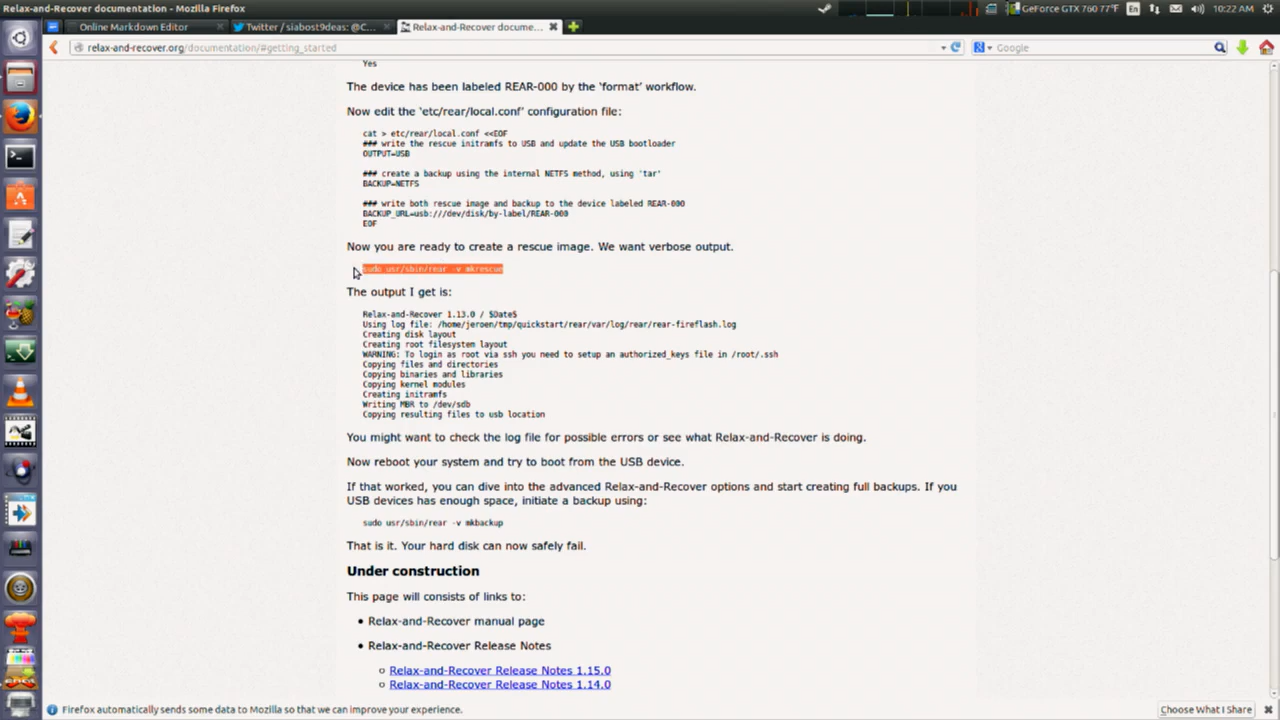 Relax-and-Recover documentation - Mozilla Firefox
GeForce GTX 760 77°F
En
10:22 AM
Online Markdown Editor
Twitter / siabost9deas: @C...
Relax-and-Recover docume...
relax-and-recover.org/documentation/#getting_started
Google
Yes
The device has been labeled REAR-000 by the 'format' workflow.
Now edit the 'etc/rear/local.conf' configuration file:
cat > etc/rear/local.conf <<EOF
### write the rescue initramfs to USB and update the USB bootloader
OUTPUT=USB
### create a backup using the internal NETFS method, using 'tar'
BACKUP=NETFS
### write both rescue image and backup to the device labeled REAR-000
BACKUP_URL=usb:///dev/disk/by-label/REAR-000
EOF
Now you are ready to create a rescue image. We want verbose output.
sudo usr/sbin/rear -v mkrescue
The output I get is:
Relax-and-Recover 1.13.0 / $Date$
Using log file: /home/jeroen/tmp/quickstart/rear/var/log/rear/rear-fireflash.log
Creating disk layout
Creating root filesystem layout
WARNING: To login as root via ssh you need to setup an authorized_keys file in /root/.ssh
Copying files and directories
Copying binaries and libraries
Copying kernel modules
Creating initramfs
Writing MBR to /dev/sdb
Copying resulting files to usb location
You might want to check the log file for possible errors or see what Relax-and-Recover is doing.
Now reboot your system and try to boot from the USB device.
If that worked, you can dive into the advanced Relax-and-Recover options and start creating full backups. If you
USB devices has enough space, initiate a backup using:
sudo usr/sbin/rear -v mkbackup
That is it. Your hard disk can now safely fail.
Under construction
This page will consists of links to:
Relax-and-Recover manual page
Relax-and-Recover Release Notes
Relax-and-Recover Release Notes 1.15.0
Relax-and-Recover Release Notes 1.14.0
Firefox automatically sends some data to Mozilla so that we can improve your experience.
Choose What I Share